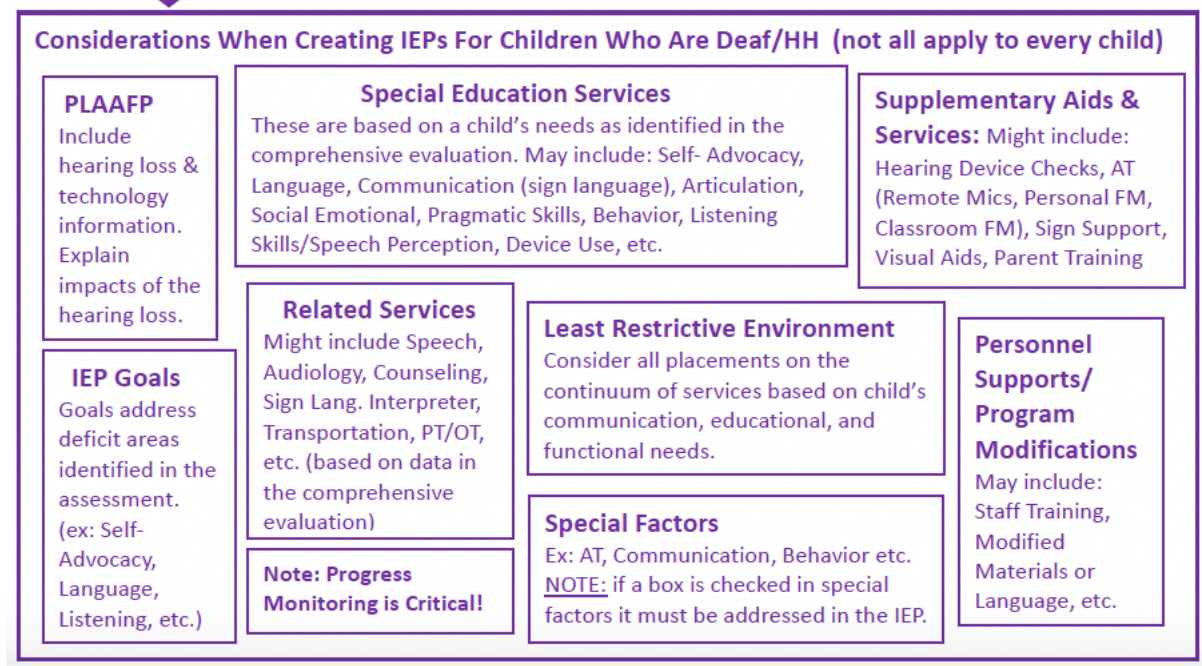 Considerations When Creating IEPs For Children Who Are Deaf/HH (not all apply to every child)
PLAAFP
Include
hearing loss &
technology
information.
Explain
impacts of the
hearing loss.
Special Education Services
These are based on a child's needs as identified in the
comprehensive evaluation. May include: Self- Advocacy,
Language, Communication (sign language), Articulation,
Social Emotional, Pragmatic Skills, Behavior, Listening
Skills/Speech Perception, Device Use, etc.
Supplementary Aids &
Services: Might include:
Hearing Device Checks, AT
(Remote Mics, Personal FM,
Classroom FM), Sign Support,
Visual Aids, Parent Training
IEP Goals
Goals address
deficit areas
identified in the
assessment.
(ex: Self-
Advocacy,
Language,
Listening, etc.)
Related Services
Might include Speech,
Audiology, Counseling,
Sign Lang. Interpreter,
Transportation, PT/OT,
etc. (based on data in
the comprehensive
evaluation)
Note: Progress
Monitoring is Critical!
Least Restrictive Environment
Consider all placements on the
continuum of services based on child's
communication, educational, and
functional needs.
Special Factors
Ex: AT, Communication, Behavior etc.
NOTE: if a box is checked in special
factors it must be addressed in the IEP.
Personnel
Supports/
Program
Modifications
May include:
Staff Training,
Modified
Materials or
Language, etc.